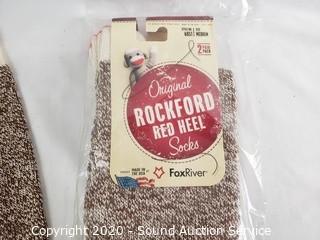 2 PAIR
PACK
Original
ROCKFORD
RED HEEL
Socks
MADE IN
THE USA
FoxRiver
Copyright 2020 - Sound Auction Service